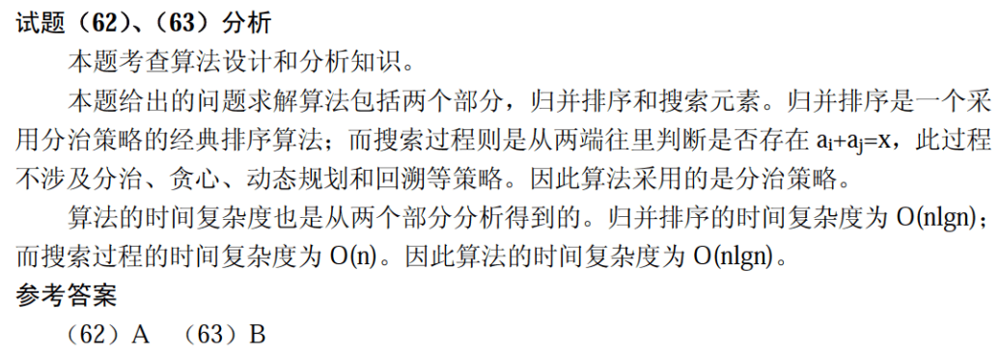 试题（62）、（63）分析
本题考查算法设计和分析知识。
本题给出的问题求解算法包括两个部分，归并排序和搜索元素。归并排序是一个采
用分治策略的经典排序算法；而搜索过程则是从两端往里判断是否存在 ai+aj=x，此过程
不涉及分治、贪心、动态规划和回溯等策略。因此算法采用的是分治策略。
算法的时间复杂度也是从两个部分分析得到的。归并排序的时间复杂度为 O(nlgn)；
而搜索过程的时间复杂度为 O(n)。因此算法的时间复杂度为 O(nlgn)。
参考答案
（62）A （63）B